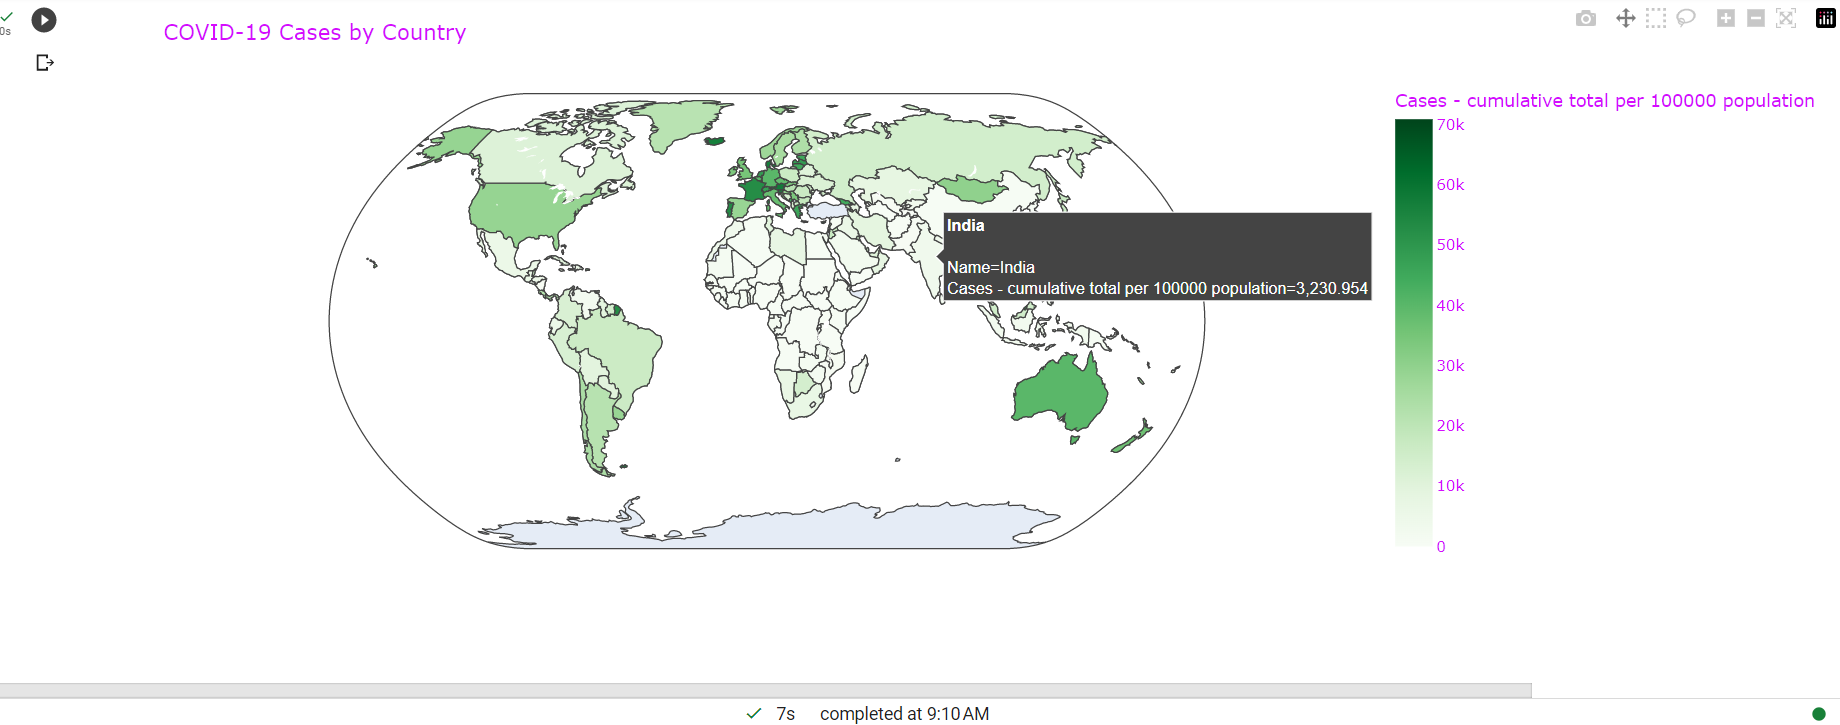 0s
COVID-19 Cases by Country
Cases - cumulative total per 100000 population
70k
60k
50k
40k
30k
20k
10k
0
India
Name=India
Cases - cumulative total per 100000 population=3,230.954
7s completed at 9:10 AM